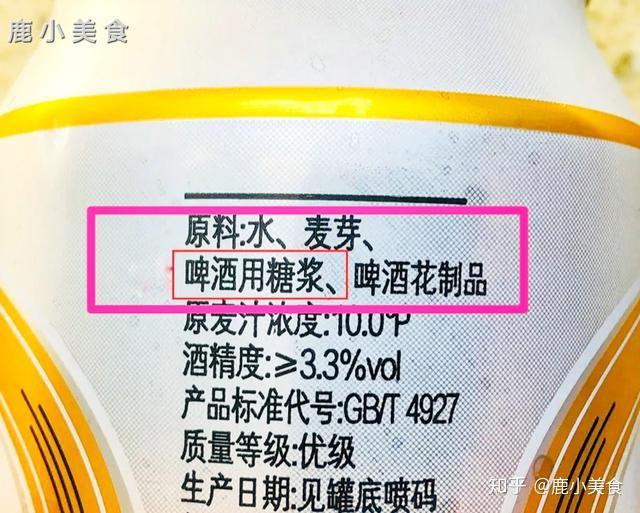 鹿小美食
原料:水、麦芽、
啤酒用糖浆、啤酒花制品
原麦汁浓度:10.0°P
酒精度:≥3.3%vol
产品标准代号:GB/T 4927
质量等级:优级
生产日期:见罐底喷码
知乎 @鹿小美食